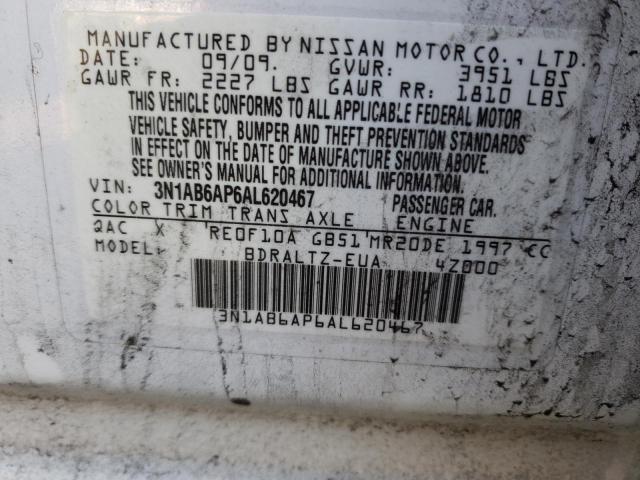 MANUFACTURED BY NISSAN MOTOR CO., LTD.
DATE: 09/09. GVWR: 3951 LBS
GAWR FR: 2227 LBS GAWR RR: 1810 LBS
THIS VEHICLE CONFORMS TO ALL APPLICABLE FEDERAL MOTOR
VEHICLE SAFETY, BUMPER AND THEFT PREVENTION STANDARDS
IN EFFECT ON THE DATE OF MANUFACTURE SHOWN ABOVE.
SEE OWNER'S MANUAL FOR ADDITIONAL INFORMATION.
VIN: 3N1AB6AP6AL620467 PASSENGER CAR.
COLOR TRIM TRANS AXLE ENGINE
QAC X RE0F10A GB51 MR20DE 1997 CC
MODEL: BDRALTZ-EUA 4Z000
3N1AB6AP6AL620467